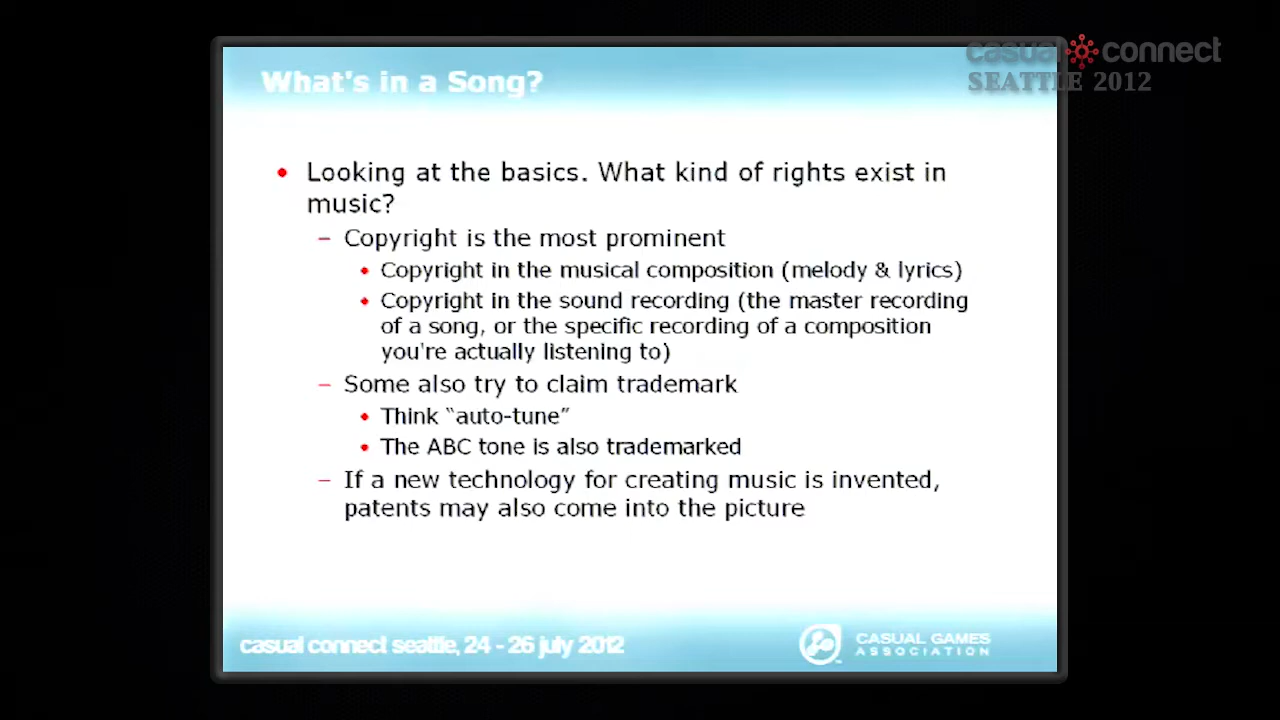 casual connect
SEATTLE 2012
What's in a Song?
• Looking at the basics. What kind of rights exist in
music?
– Copyright is the most prominent
• Copyright in the musical composition (melody & lyrics)
• Copyright in the sound recording (the master recording
of a song, or the specific recording of a composition
you're actually listening to)
– Some also try to claim trademark
• Think “auto-tune”
• The ABC tone is also trademarked
– If a new technology for creating music is invented,
patents may also come into the picture
casual connect seattle, 24 - 26 july 2012
CASUAL GAMES
ASSOCIATION